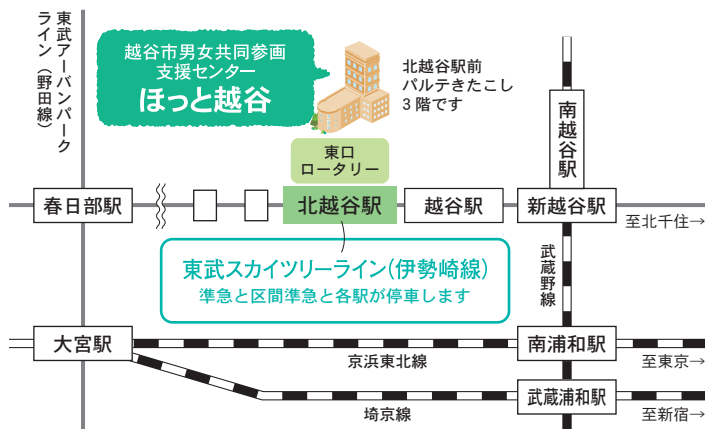 東武アーバンパーク
ライン（野田線）
越谷市男女共同参画
支援センター
ほっと越谷
北越谷駅前
パルテきたこし
3階です
南越谷駅
東口
ロータリー
春日部駅
北越谷駅
越谷駅
新越谷駅
至北千住→
東武スカイツリーライン(伊勢崎線)
準急と区間準急と各駅が停車します
武蔵野線
大宮駅
京浜東北線
南浦和駅
至東京→
埼京線
武蔵浦和駅
至新宿→